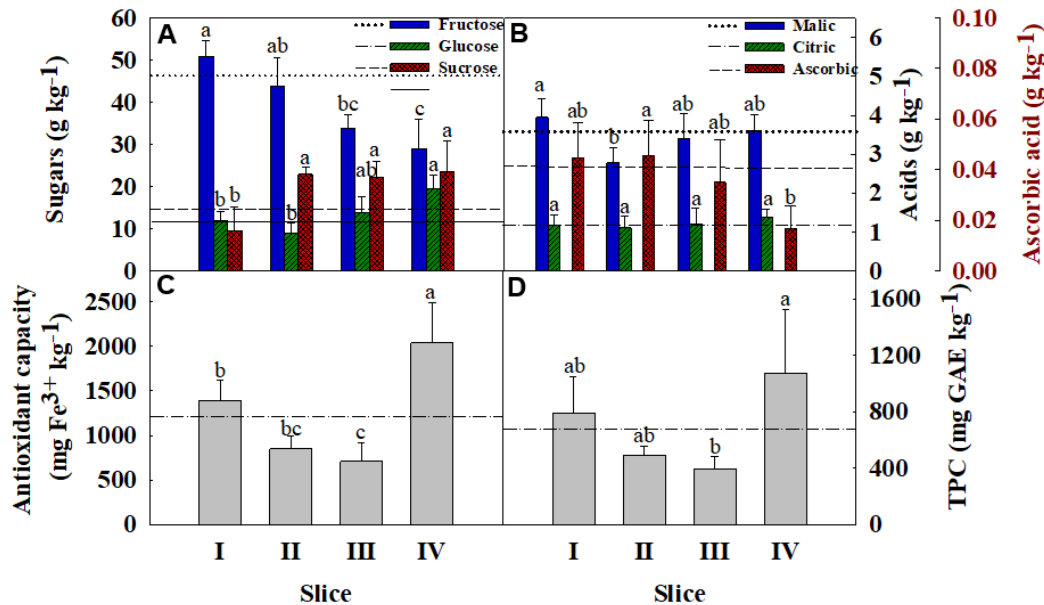 A
Fructose
Glucose
Sucrose
60
50
40
30
20
10
0
Sugars (g kg⁻¹)
a
ab
bc
c
b
b
b
a
ab
a
a
a
B
Malic
Citric
Ascorbic
6
5
4
3
2
1
0
Acids (g kg⁻¹)
0.10
0.08
0.06
0.04
0.02
0.00
Ascorbic acid (g kg⁻¹)
a
ab
b
a
ab
ab
ab
a
a
a
a
b
C
2500
2000
1500
1000
500
0
Antioxidant capacity
(mg Fe³⁺ kg⁻¹)
b
bc
c
a
D
1600
1200
800
400
0
TPC (mg GAE kg⁻¹)
ab
ab
b
a
I II III IV
Slice
I II III IV
Slice